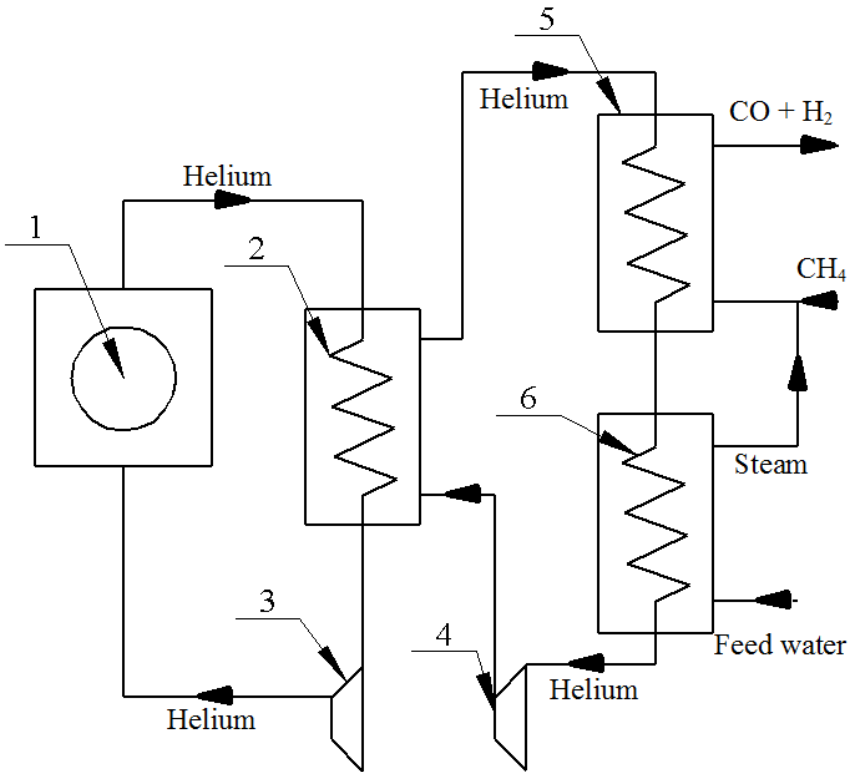 5
Helium
CO + H₂
Helium
1
2
CH₄
6
Steam
3
4
Feed water
Helium
Helium